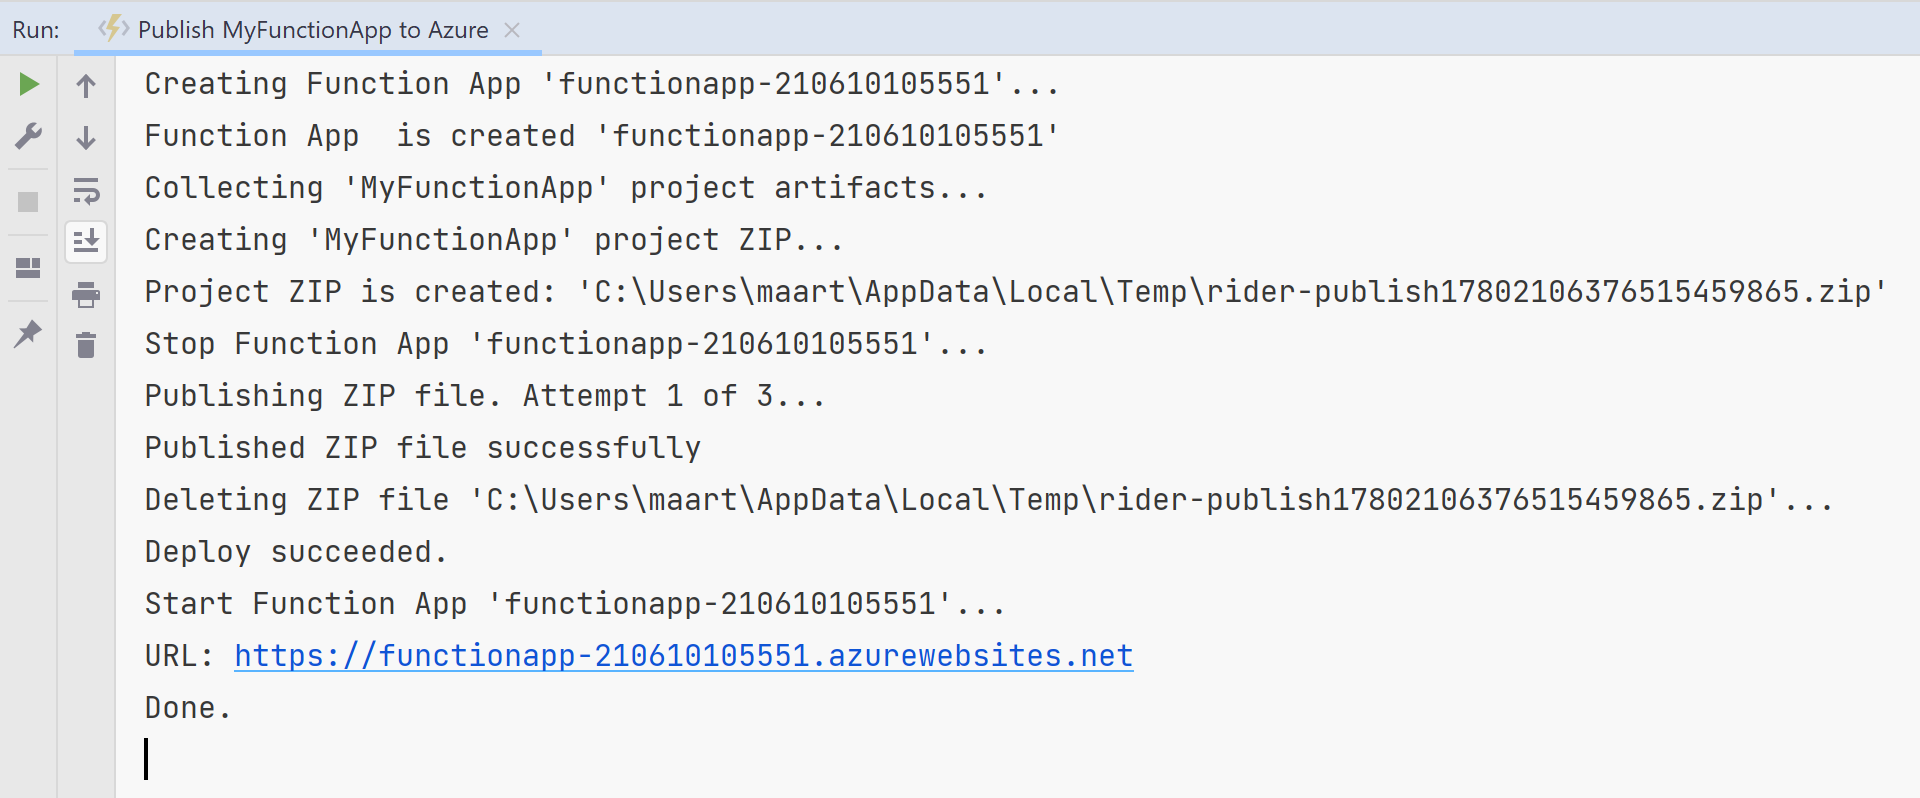 Run: Publish MyFunctionApp to Azure
Creating Function App 'functionapp-210610105551'...
Function App  is created 'functionapp-210610105551'
Collecting 'MyFunctionApp' project artifacts...
Creating 'MyFunctionApp' project ZIP...
Project ZIP is created: 'C:\Users\maart\AppData\Local\Temp\rider-publish17802106376515459865.zip'
Stop Function App 'functionapp-210610105551'...
Publishing ZIP file. Attempt 1 of 3...
Published ZIP file successfully
Deleting ZIP file 'C:\Users\maart\AppData\Local\Temp\rider-publish17802106376515459865.zip'...
Deploy succeeded.
Start Function App 'functionapp-210610105551'...
URL: https://functionapp-210610105551.azurewebsites.net
Done.